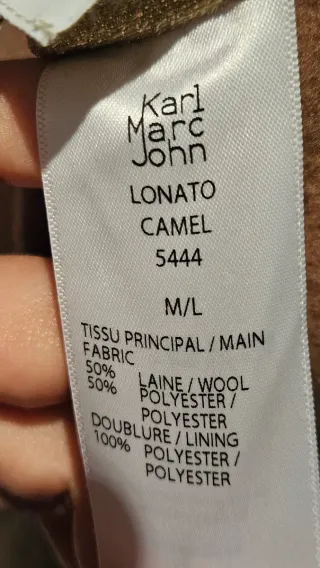 Karl
Marc
John
LONATO
CAMEL
5444
M/L
TISSU PRINCIPAL / MAIN
FABRIC
50% LAINE / WOOL
50% POLYESTER /
POLYESTER
DOUBLURE / LINING
100% POLYESTER /
POLYESTER